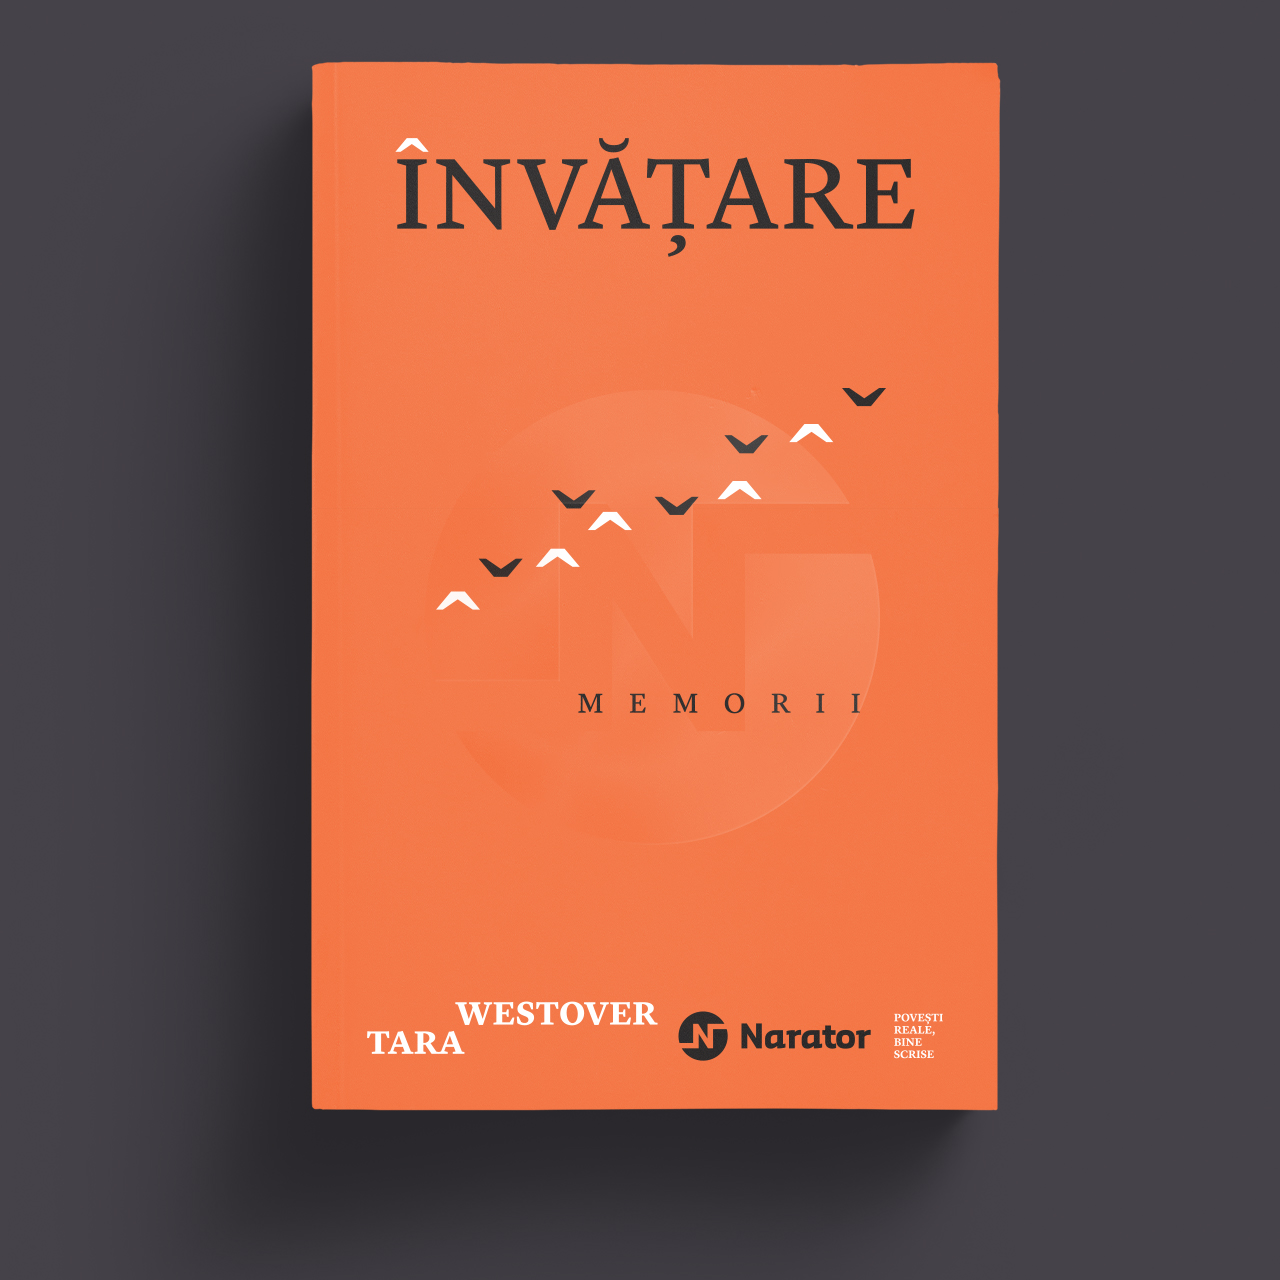 ÎNVĂȚARE
MEMORII
TARA WESTOVER
Narator
POVEȘTI
REALE,
BINE
SCRISE